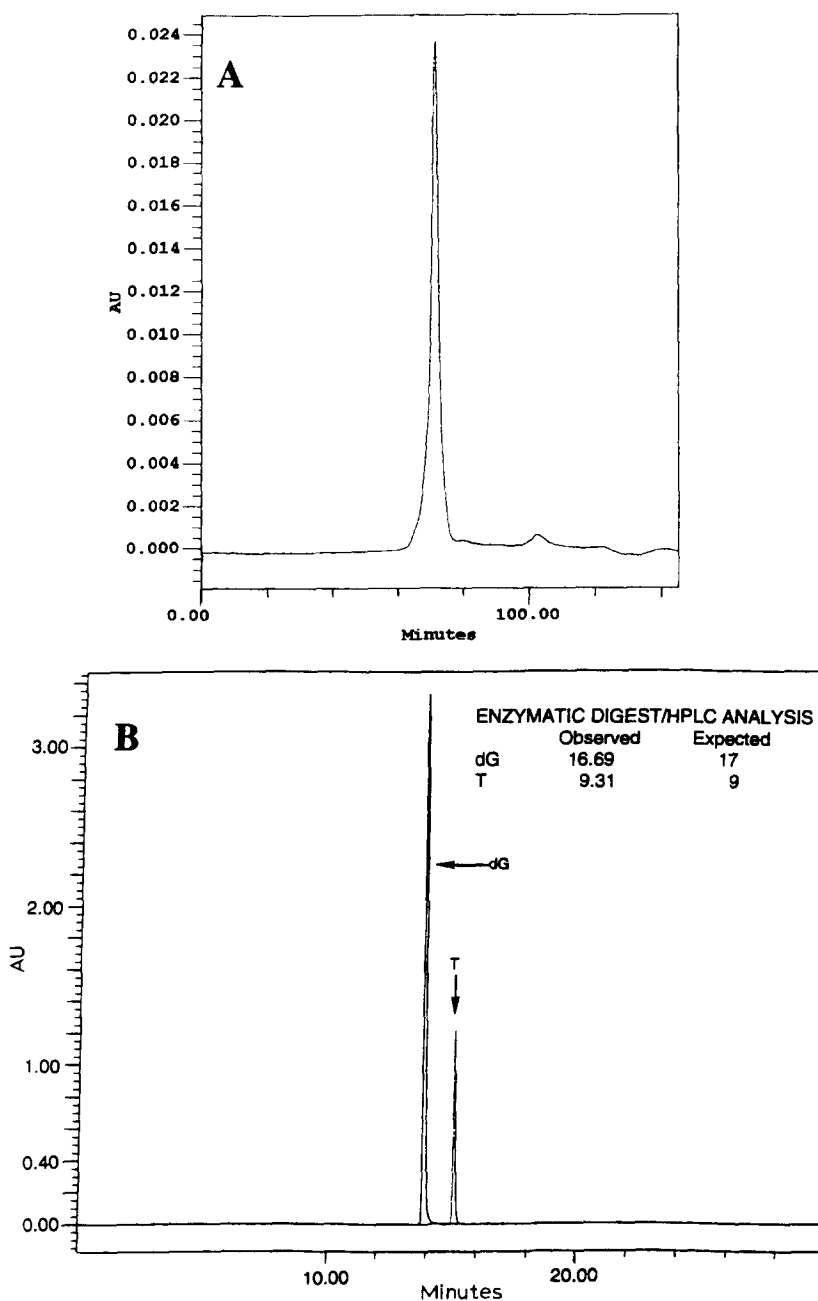 A
0.024
0.022
0.020
0.018
0.016
0.014
0.012
0.010
0.008
0.006
0.004
0.002
0.000
AU
0.00
100.00
Minutes
B
ENZYMATIC DIGEST/HPLC ANALYSIS
Observed Expected
dG 16.69 17
T 9.31 9
3.00
2.00
1.00
0.40
0.00
AU
dG
T
10.00
20.00
Minutes